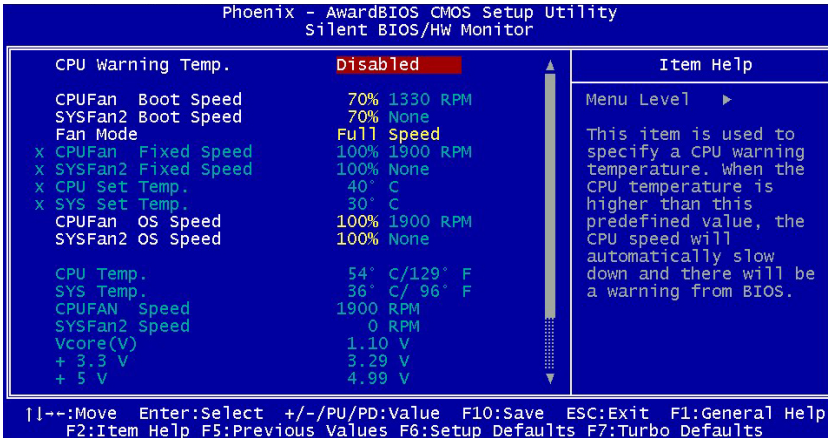 Phoenix - AwardBIOS CMOS Setup Utility
Silent BIOS/HW Monitor
CPU Warning Temp. Disabled
CPUFan Boot Speed 70% 1330 RPM
SYSFan2 Boot Speed 70% None
Fan Mode Full Speed
x CPUFan Fixed Speed 100% 1900 RPM
x SYSFan2 Fixed Speed 100% None
x CPU Set Temp. 40° C
x SYS Set Temp. 30° C
CPUFan OS Speed 100% 1900 RPM
SYSFan2 OS Speed 100% None
CPU Temp. 54° C/129° F
SYS Temp. 36° C/ 96° F
CPUFAN Speed 1900 RPM
SYSFan2 Speed 0 RPM
Vcore(V) 1.10 V
+ 3.3 V 3.29 V
+ 5 V 4.99 V
Item Help
Menu Level ►
This item is used to
specify a CPU warning
temperature. When the
CPU temperature is
higher than this
predefined value, the
CPU speed will
automatically slow
down and there will be
a warning from BIOS.
↑↓→←:Move Enter:Select +/-/PU/PD:Value F10:Save ESC:Exit F1:General Help
F2:Item Help F5:Previous Values F6:Setup Defaults F7:Turbo Defaults